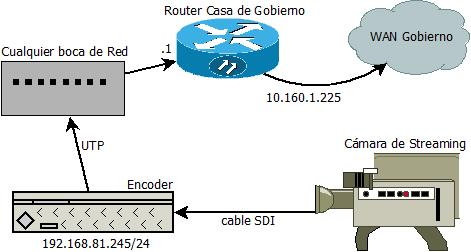 Router Casa de Gobierno
Cualquier boca de Red
WAN Gobierno
.1
10.160.1.225
UTP
Cámara de Streaming
Encoder
cable SDI
192.168.81.245/24